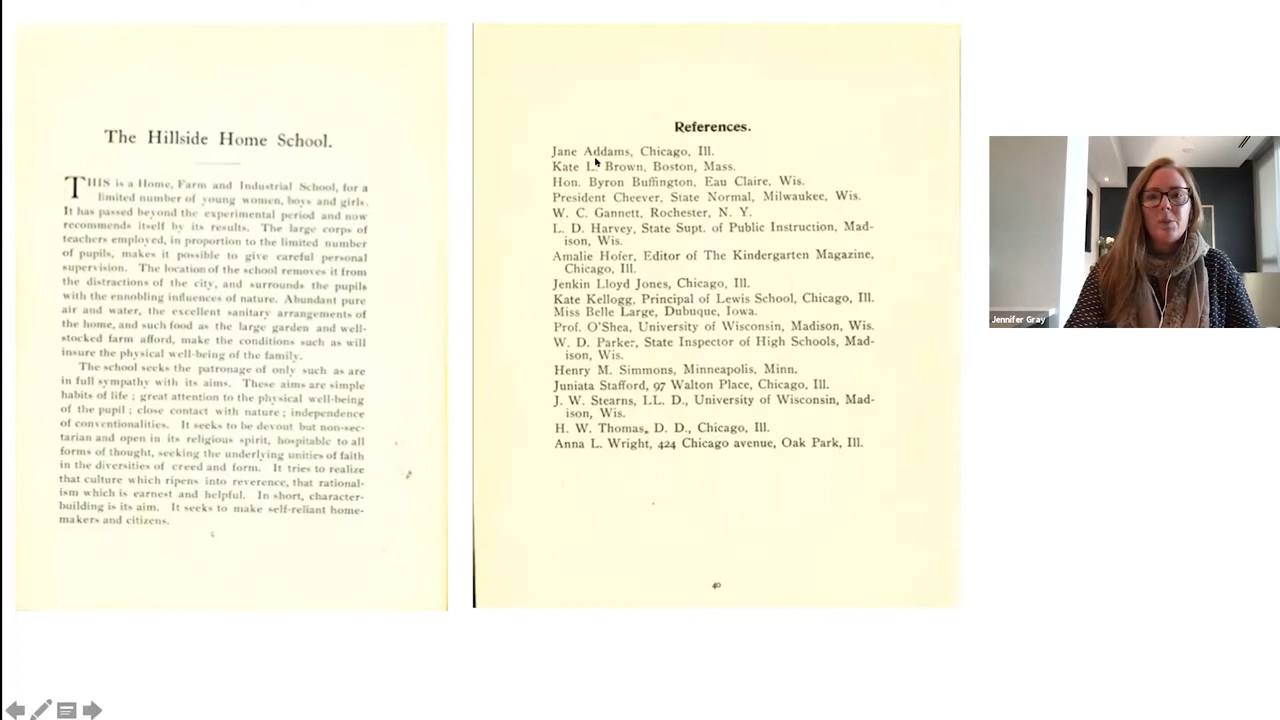 The Hillside Home School.
THIS is a Home, Farm and Industrial School, for a
limited number of young women, boys and girls.
It has passed beyond the experimental period and now
recommends itself by its results. The large corps of
teachers employed, in proportion to the limited number
of pupils, makes it possible to give careful personal
supervision. The location of the school removes it from
the distractions of the city, and surrounds the pupils
with the ennobling influences of nature. Abundant pure
air and water, the excellent sanitary arrangements of
the home, and such food as the large garden and well-
stocked farm afford, make the conditions such as will
insure the physical well-being of the family.
The school seeks the patronage of only such as are
in full sympathy with its aims. These aims are simple
habits of life; great attention to the physical well-being
of the pupil; close contact with nature; independence
of conventionalities. It seeks to be devout but non-sec-
tarian and open in its religious spirit, hospitable to all
forms of thought, seeking the underlying unities of faith
in the diversities of creed and form. It tries to realize
that culture which ripens into reverence, that rational-
ism which is earnest and helpful. In short, character-
building is its aim. It seeks to make self-reliant home-
makers and citizens.
References.
Jane Addams, Chicago, Ill.
Kate L. Brown, Boston, Mass.
Hon. Byron Buffington, Eau Claire, Wis.
President Cheever, State Normal, Milwaukee, Wis.
W. C. Gannett, Rochester, N. Y.
L. D. Harvey, State Supt. of Public Instruction, Mad-
ison, Wis.
Amalie Hofer, Editor of The Kindergarten Magazine,
Chicago, Ill.
Jenkin Lloyd Jones, Chicago, Ill.
Kate Kellogg, Principal of Lewis School, Chicago, Ill.
Miss Belle Large, Dubuque, Iowa.
Prof. O'Shea, University of Wisconsin, Madison, Wis.
W. D. Parker, State Inspector of High Schools, Mad-
ison, Wis.
Henry M. Simmons, Minneapolis, Minn.
Juniata Stafford, 97 Walton Place, Chicago, Ill.
J. W. Stearns, LL. D., University of Wisconsin, Mad-
ison, Wis.
H. W. Thomas, D. D., Chicago, Ill.
Anna L. Wright, 424 Chicago avenue, Oak Park, Ill.
40
Jennifer Gray